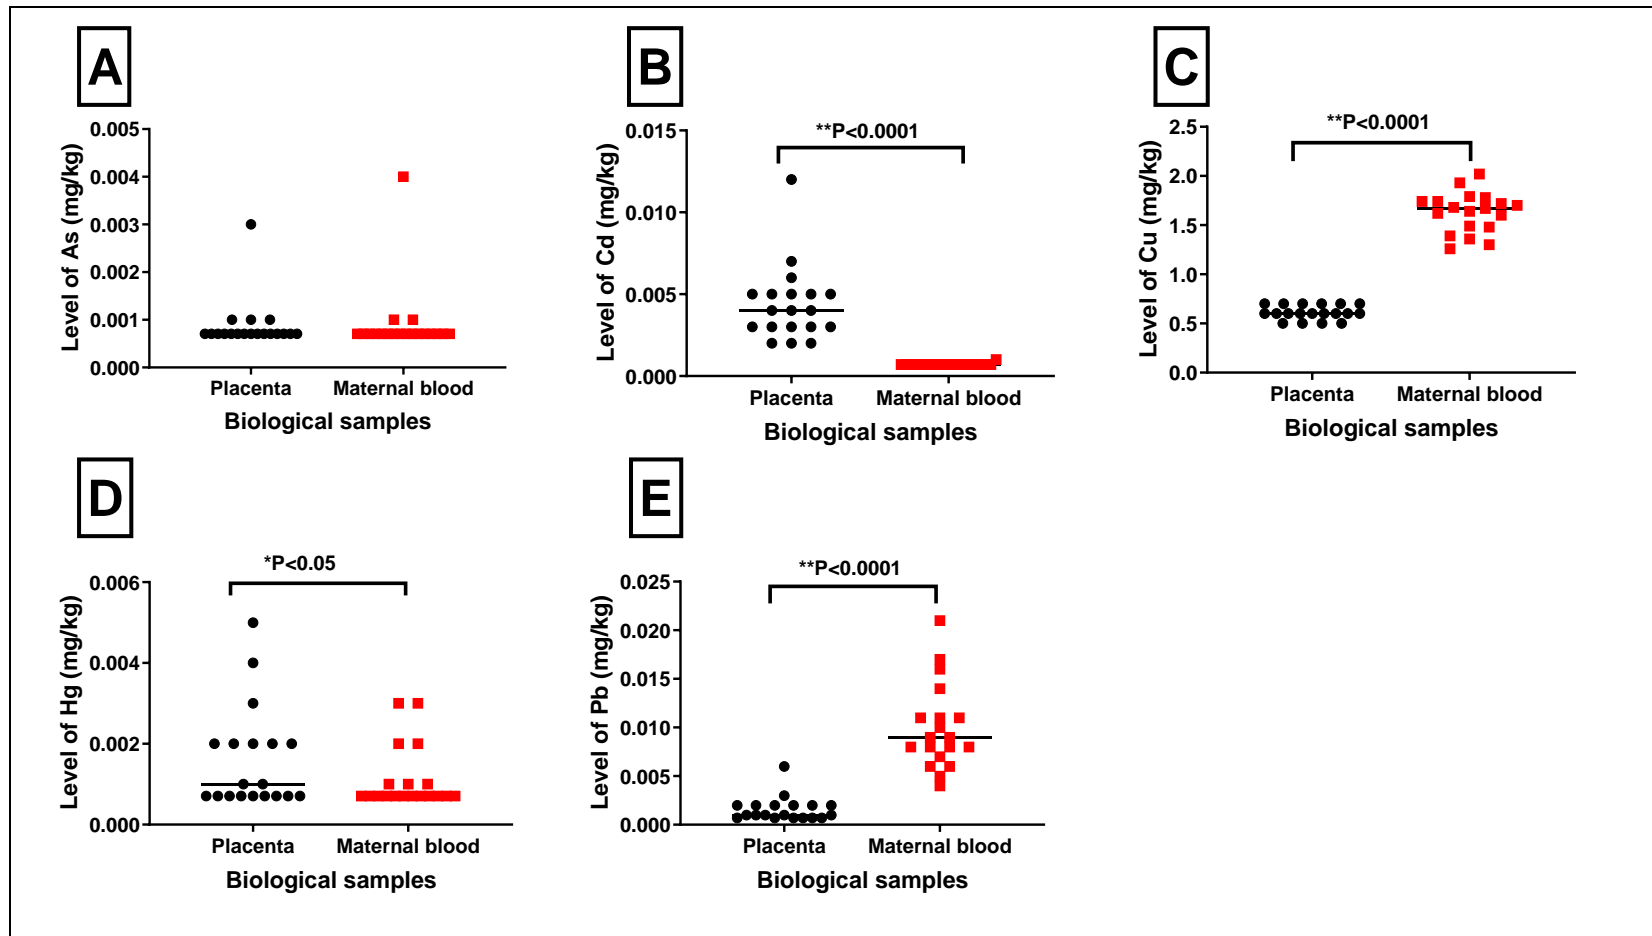 A
Level of As (mg/kg)
0.005
0.004
0.003
0.002
0.001
0.000
Placenta
Maternal blood
Biological samples
B
**P<0.0001
Level of Cd (mg/kg)
0.015
0.010
0.005
0.000
Placenta
Maternal blood
Biological samples
C
**P<0.0001
Level of Cu (mg/kg)
2.5
2.0
1.5
1.0
0.5
0.0
Placenta
Maternal blood
Biological samples
D
*P<0.05
Level of Hg (mg/kg)
0.006
0.004
0.002
0.000
Placenta
Maternal blood
Biological samples
E
**P<0.0001
Level of Pb (mg/kg)
0.025
0.020
0.015
0.010
0.005
0.000
Placenta
Maternal blood
Biological samples